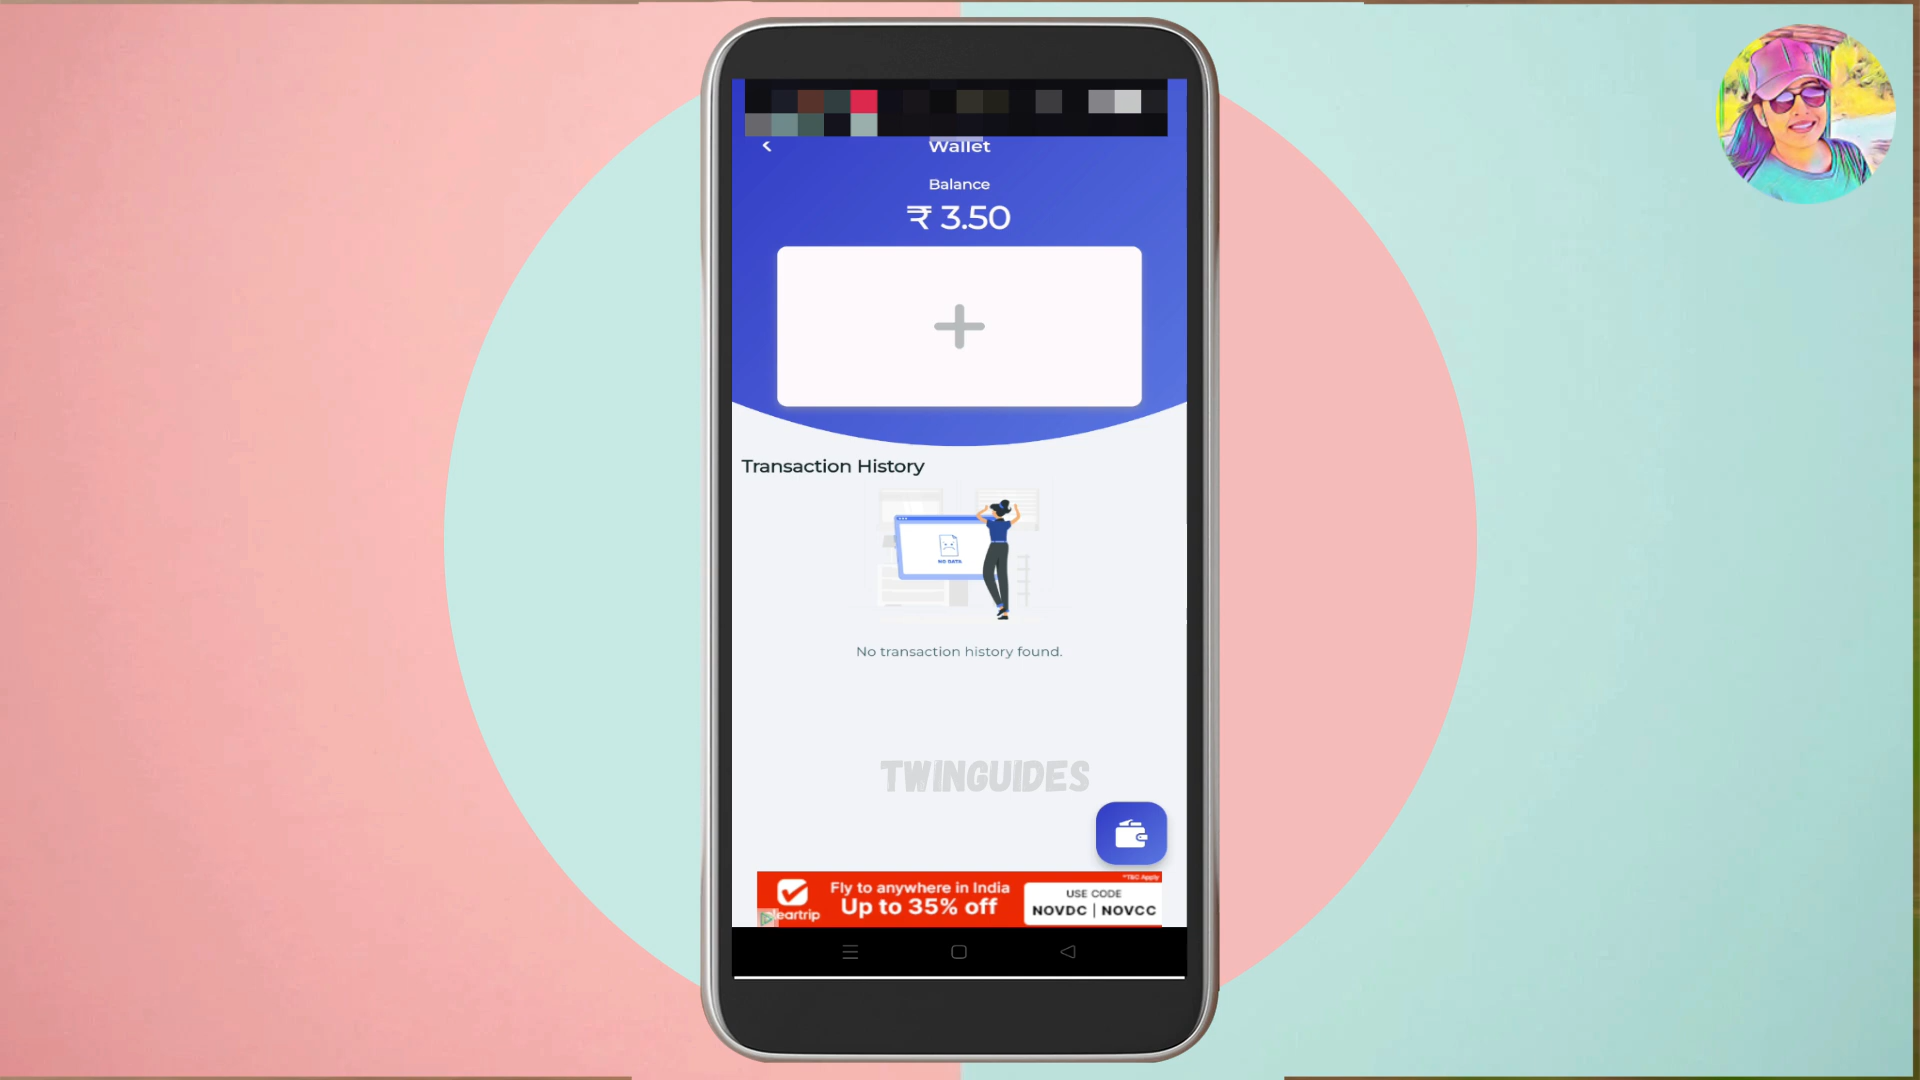 Wallet
Balance
₹ 3.50
Transaction History
NO DATA
No transaction history found.
TWINGUIDES
*T&C Apply
Fly to anywhere in India
Up to 35% off
cleartrip
USE CODE
NOVDC | NOVCC